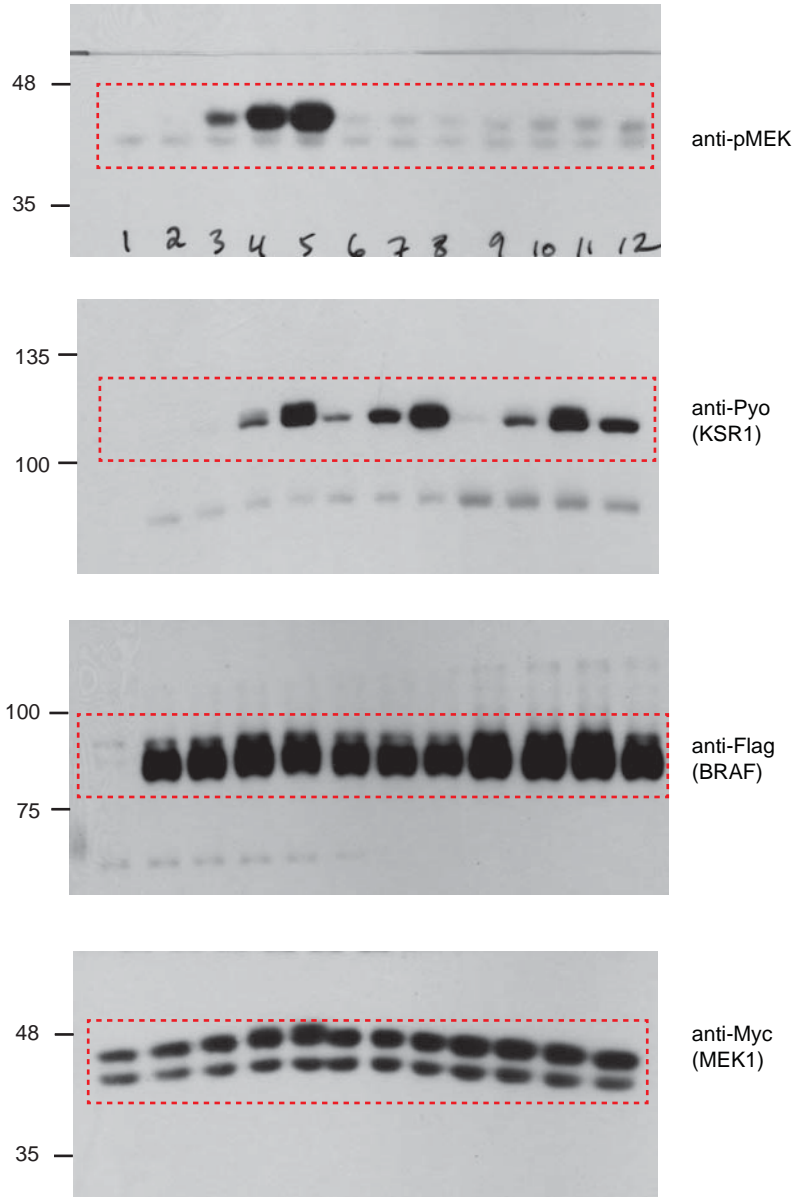 48
anti-pMEK
35
1 2 3 4 5 6 7 8 9 10 11 12
135
anti-Pyo
(KSR1)
100
100
anti-Flag
(BRAF)
75
48
anti-Myc
(MEK1)
35